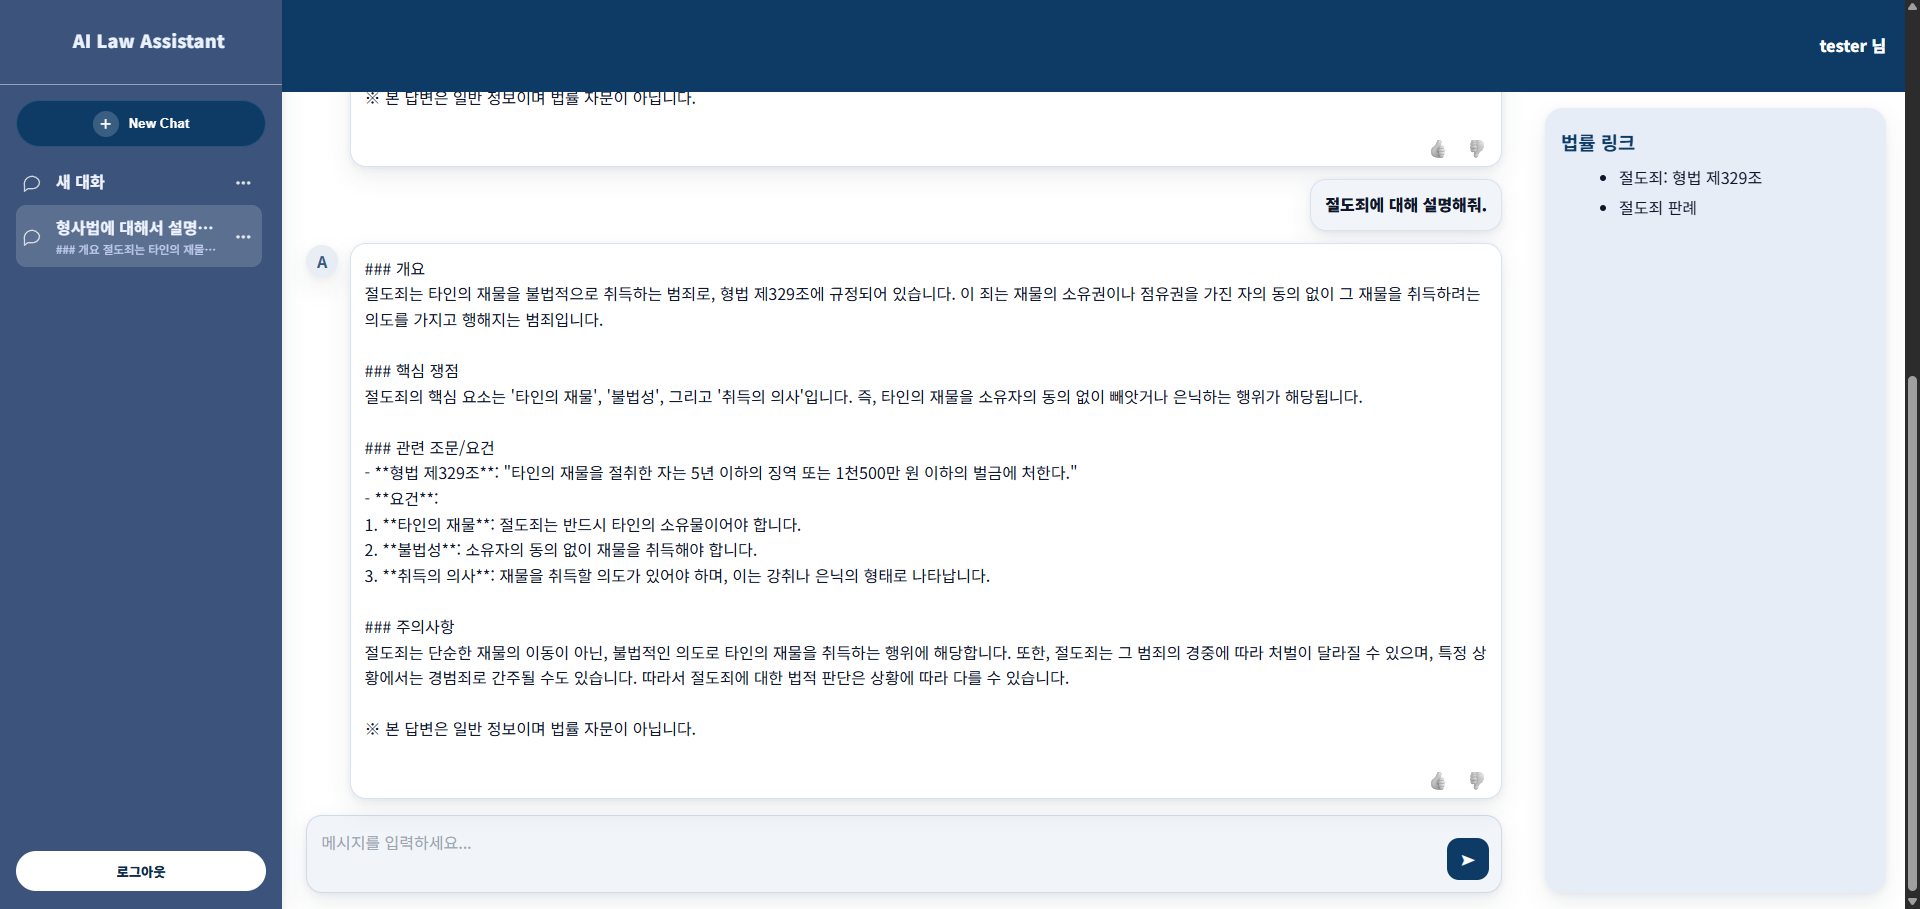 AI Law Assistant
tester 님
+ New Chat
새 대화
형사법에 대해서 설명···
### 개요 절도죄는 타인의 재물···
로그아웃
※ 본 답변은 일반 정보이며 법률 자문이 아닙니다.
절도죄에 대해 설명해줘.
A
### 개요
절도죄는 타인의 재물을 불법적으로 취득하는 범죄로, 형법 제329조에 규정되어 있습니다. 이 죄는 재물의 소유권이나 점유권을 가진 자의 동의 없이 그 재물을 취득하려는
의도를 가지고 행해지는 범죄입니다.
### 핵심 쟁점
절도죄의 핵심 요소는 '타인의 재물', '불법성', 그리고 '취득의 의사'입니다. 즉, 타인의 재물을 소유자의 동의 없이 빼앗거나 은닉하는 행위가 해당됩니다.
### 관련 조문/요건
- **형법 제329조**: "타인의 재물을 절취한 자는 5년 이하의 징역 또는 1천500만 원 이하의 벌금에 처한다."
- **요건**:
1. **타인의 재물**: 절도죄는 반드시 타인의 소유물이어야 합니다.
2. **불법성**: 소유자의 동의 없이 재물을 취득해야 합니다.
3. **취득의 의사**: 재물을 취득할 의도가 있어야 하며, 이는 강취나 은닉의 형태로 나타납니다.
### 주의사항
절도죄는 단순한 재물의 이동이 아닌, 불법적인 의도로 타인의 재물을 취득하는 행위에 해당합니다. 또한, 절도죄는 그 범죄의 경중에 따라 처벌이 달라질 수 있으며, 특정 상
황에서는 경범죄로 간주될 수도 있습니다. 따라서 절도죄에 대한 법적 판단은 상황에 따라 다를 수 있습니다.
※ 본 답변은 일반 정보이며 법률 자문이 아닙니다.
메시지를 입력하세요...
법률 링크
절도죄: 형법 제329조
절도죄 판례